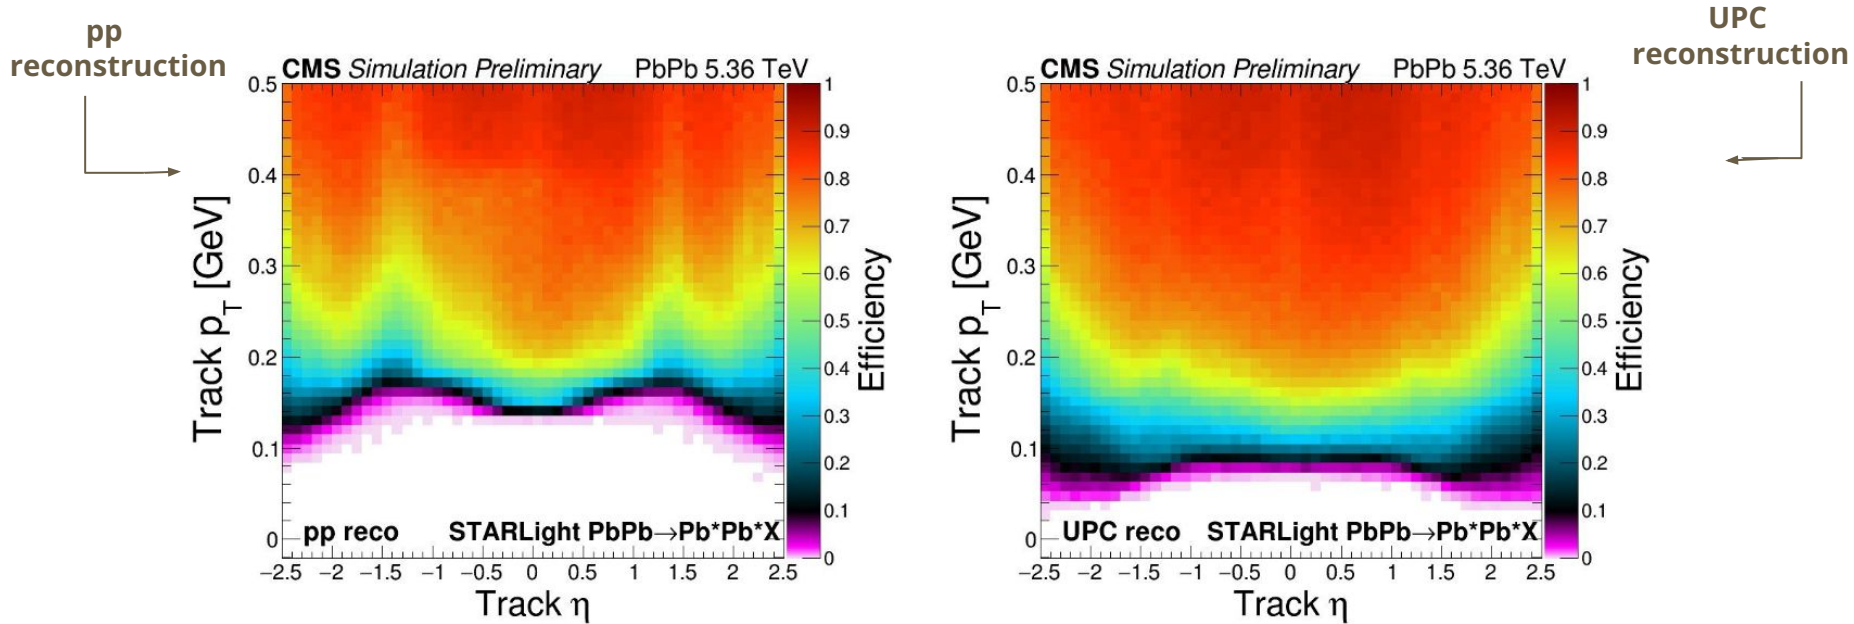 pp
reconstruction
UPC
reconstruction
CMS Simulation Preliminary PbPb 5.36 TeV
0.5
0.4
0.3
0.2
0.1
0
Track p_T [GeV]
pp reco STARLight PbPb→Pb*Pb*X
−2.5 −2 −1.5 −1 −0.5 0 0.5 1 1.5 2 2.5
Track η
1
0.9
0.8
0.7
0.6
0.5
0.4
0.3
0.2
0.1
0
Efficiency
CMS Simulation Preliminary PbPb 5.36 TeV
0.5
0.4
0.3
0.2
0.1
0
Track p_T [GeV]
UPC reco STARLight PbPb→Pb*Pb*X
−2.5 −2 −1.5 −1 −0.5 0 0.5 1 1.5 2 2.5
Track η
1
0.9
0.8
0.7
0.6
0.5
0.4
0.3
0.2
0.1
0
Efficiency